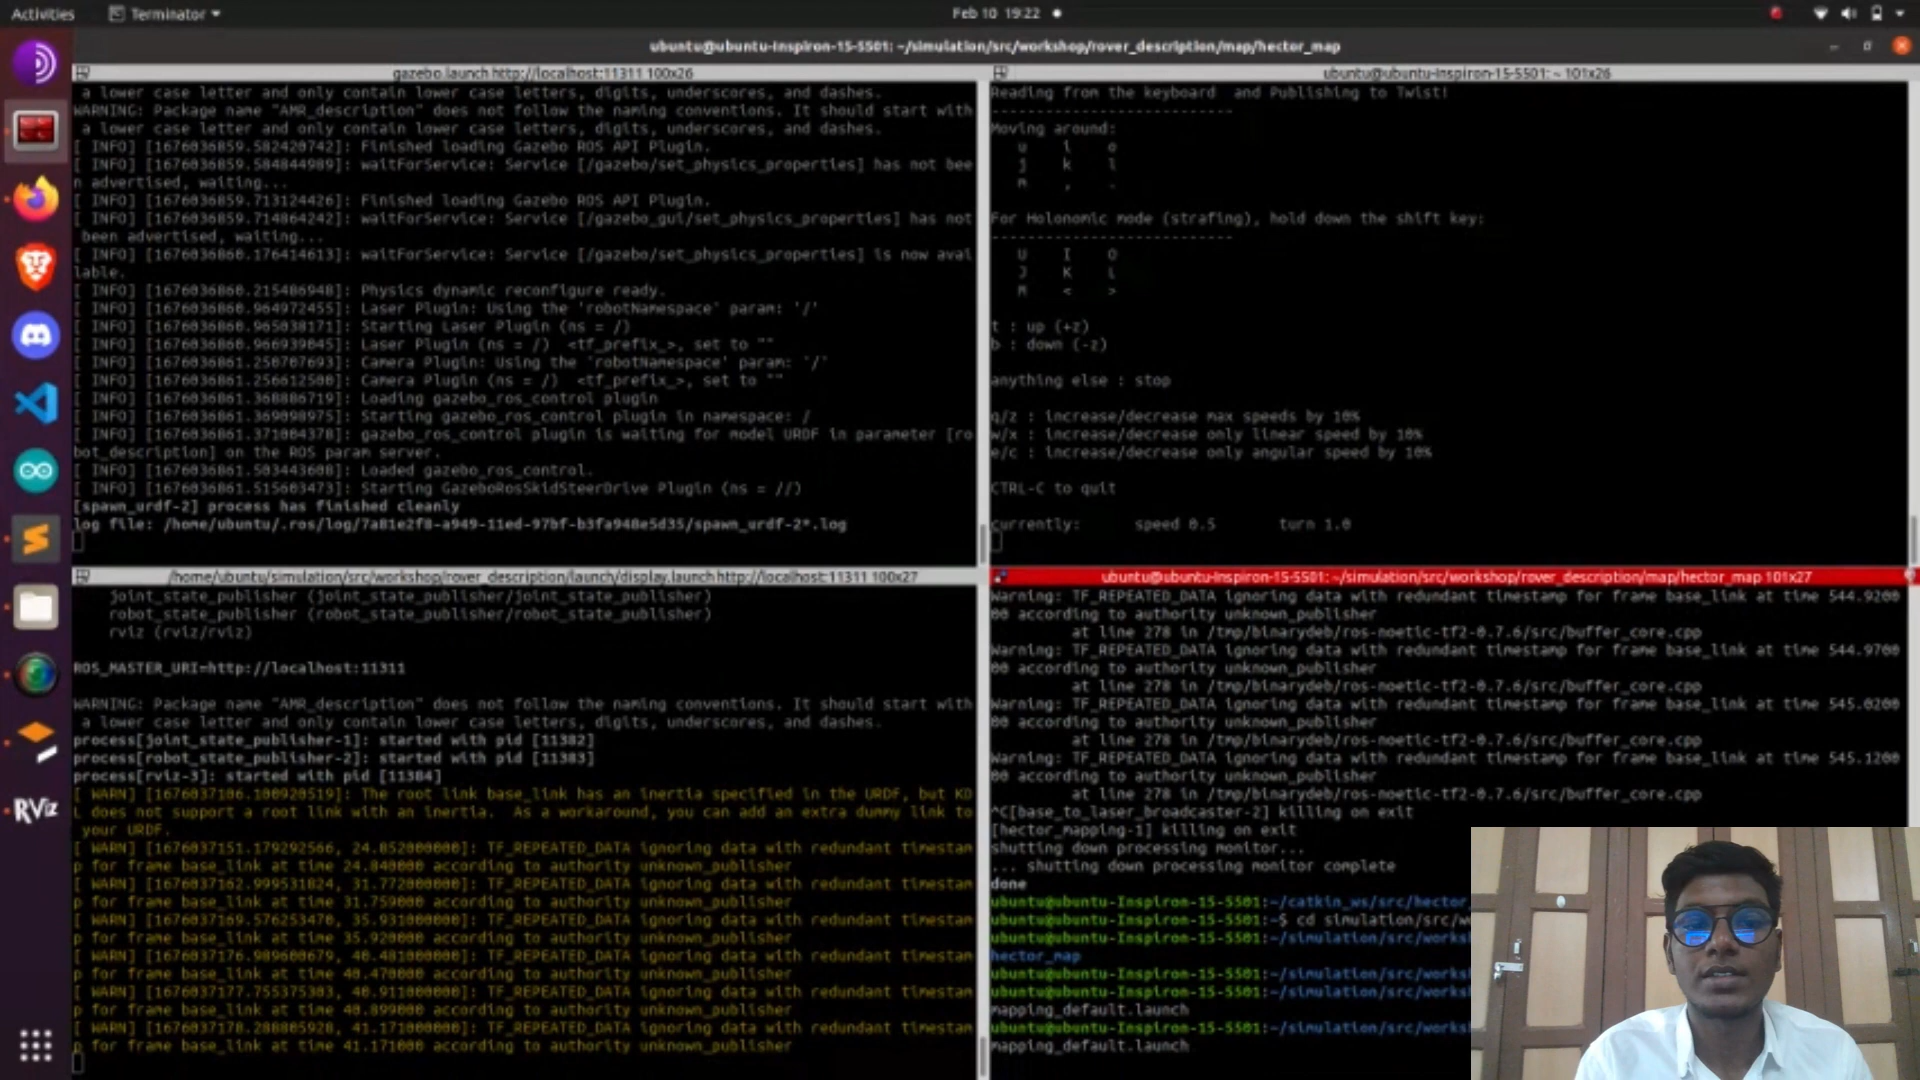 Activities
Terminator
Feb 10 19:22
ubuntu@ubuntu-Inspiron-15-5501: ~/simulation/src/workshop/rover_description/map/hector_map
gazebo.launch http://localhost:11311 100x26
a lower case letter and only contain lower case letters, digits, underscores, and dashes.
WARNING: Package name "AMR_description" does not follow the naming conventions. It should start with
a lower case letter and only contain lower case letters, digits, underscores, and dashes.
[ INFO] [1676036859.582420742]: Finished loading Gazebo ROS API Plugin.
[ INFO] [1676036859.584844989]: waitForService: Service [/gazebo/set_physics_properties] has not bee
n advertised, waiting...
[ INFO] [1676036859.713124426]: Finished loading Gazebo ROS API Plugin.
[ INFO] [1676036859.714864242]: waitForService: Service [/gazebo_gui/set_physics_properties] has not
been advertised, waiting...
[ INFO] [1676036860.176414613]: waitForService: Service [/gazebo/set_physics_properties] is now avai
lable.
[ INFO] [1676036860.215486948]: Physics dynamic reconfigure ready.
[ INFO] [1676036860.964972455]: Laser Plugin: Using the 'robotNamespace' param: '/'
[ INFO] [1676036860.965038171]: Starting Laser Plugin (ns = /)
[ INFO] [1676036860.966939045]: Laser Plugin (ns = /) <tf_prefix_>, set to ""
[ INFO] [1676036861.250707693]: Camera Plugin: Using the 'robotNamespace' param: '/'
[ INFO] [1676036861.256612500]: Camera Plugin (ns = /) <tf_prefix_>, set to ""
[ INFO] [1676036861.368886719]: Loading gazebo_ros_control plugin
[ INFO] [1676036861.369098975]: Starting gazebo_ros_control plugin in namespace: /
[ INFO] [1676036861.371004378]: gazebo_ros_control plugin is waiting for model URDF in parameter [ro
bot_description] on the ROS param server.
[ INFO] [1676036861.503443608]: Loaded gazebo_ros_control.
[ INFO] [1676036861.515603473]: Starting GazeboRosSkidSteerDrive Plugin (ns = //)
[spawn_urdf-2] process has finished cleanly
log file: /home/ubuntu/.ros/log/7a81e2f8-a949-11ed-97bf-b3fa948e5d35/spawn_urdf-2*.log
ubuntu@ubuntu-Inspiron-15-5501: ~ 101x26
Reading from the keyboard and Publishing to Twist!
---------------------------
Moving around:
u i o
j k l
m , .
For Holonomic mode (strafing), hold down the shift key:
---------------------------
U I O
J K L
M < >
t : up (+z)
b : down (-z)
anything else : stop
q/z : increase/decrease max speeds by 10%
w/x : increase/decrease only linear speed by 10%
e/c : increase/decrease only angular speed by 10%
CTRL-C to quit
currently: speed 0.5 turn 1.0
/home/ubuntu/simulation/src/workshop/rover_description/launch/display.launch http://localhost:11311 100x27
joint_state_publisher (joint_state_publisher/joint_state_publisher)
robot_state_publisher (robot_state_publisher/robot_state_publisher)
rviz (rviz/rviz)
ROS_MASTER_URI=http://localhost:11311
WARNING: Package name "AMR_description" does not follow the naming conventions. It should start with
a lower case letter and only contain lower case letters, digits, underscores, and dashes.
process[joint_state_publisher-1]: started with pid [11382]
process[robot_state_publisher-2]: started with pid [11383]
process[rviz-3]: started with pid [11384]
[ WARN] [1676037106.100920519]: The root link base_link has an inertia specified in the URDF, but KD
L does not support a root link with an inertia. As a workaround, you can add an extra dummy link to
your URDF.
[ WARN] [1676037151.179292566, 24.852000000]: TF_REPEATED_DATA ignoring data with redundant timestam
p for frame base_link at time 24.840000 according to authority unknown_publisher
[ WARN] [1676037162.999531024, 31.772000000]: TF_REPEATED_DATA ignoring data with redundant timestam
p for frame base_link at time 31.759000 according to authority unknown_publisher
[ WARN] [1676037169.576253470, 35.931000000]: TF_REPEATED_DATA ignoring data with redundant timestam
p for frame base_link at time 35.920000 according to authority unknown_publisher
[ WARN] [1676037176.989600679, 40.481000000]: TF_REPEATED_DATA ignoring data with redundant timestam
p for frame base_link at time 40.470000 according to authority unknown_publisher
[ WARN] [1676037177.755375303, 40.911000000]: TF_REPEATED_DATA ignoring data with redundant timestam
p for frame base_link at time 40.899000 according to authority unknown_publisher
[ WARN] [1676037178.288805928, 41.171000000]: TF_REPEATED_DATA ignoring data with redundant timestam
p for frame base_link at time 41.171000 according to authority unknown_publisher
ubuntu@ubuntu-Inspiron-15-5501: ~/simulation/src/workshop/rover_description/map/hector_map 101x27
Warning: TF_REPEATED_DATA ignoring data with redundant timestamp for frame base_link at time 544.9200
00 according to authority unknown_publisher
at line 278 in /tmp/binarydeb/ros-noetic-tf2-0.7.6/src/buffer_core.cpp
Warning: TF_REPEATED_DATA ignoring data with redundant timestamp for frame base_link at time 544.9700
00 according to authority unknown_publisher
at line 278 in /tmp/binarydeb/ros-noetic-tf2-0.7.6/src/buffer_core.cpp
Warning: TF_REPEATED_DATA ignoring data with redundant timestamp for frame base_link at time 545.0200
00 according to authority unknown_publisher
at line 278 in /tmp/binarydeb/ros-noetic-tf2-0.7.6/src/buffer_core.cpp
Warning: TF_REPEATED_DATA ignoring data with redundant timestamp for frame base_link at time 545.1200
00 according to authority unknown_publisher
at line 278 in /tmp/binarydeb/ros-noetic-tf2-0.7.6/src/buffer_core.cpp
^C[base_to_laser_broadcaster-2] killing on exit
[hector_mapping-1] killing on exit
shutting down processing monitor...
... shutting down processing monitor complete
done
ubuntu@ubuntu-Inspiron-15-5501:~/catkin_ws/src/hector_
ubuntu@ubuntu-Inspiron-15-5501:~$ cd simulation/src/wo
ubuntu@ubuntu-Inspiron-15-5501:~/simulation/src/works
hector_map
ubuntu@ubuntu-Inspiron-15-5501:~/simulation/src/works
ubuntu@ubuntu-Inspiron-15-5501:~/simulation/src/works
mapping_default.launch
ubuntu@ubuntu-Inspiron-15-5501:~/simulation/src/works
mapping_default.launch
RViz